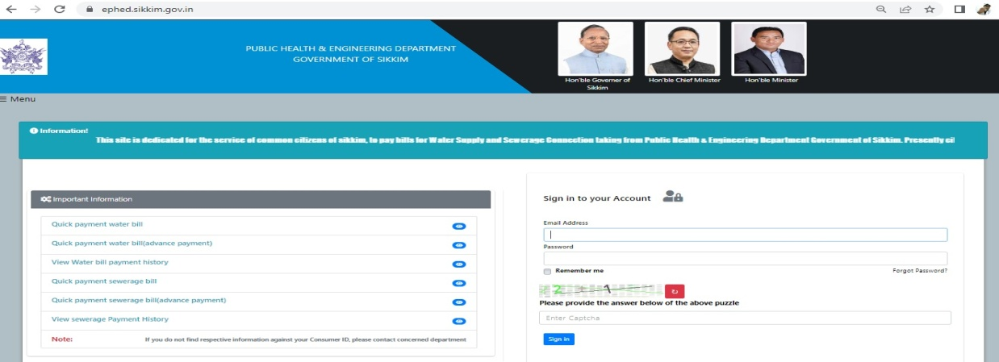 ephed.sikkim.gov.in
PUBLIC HEALTH & ENGINEERING DEPARTMENT
GOVERNMENT OF SIKKIM
Hon'ble Governer of
Sikkim
Hon'ble Chief Minister
Hon'ble Minister
Menu
Information!
This site is dedicated for the service of common citizens of sikkim, to pay bills for Water Supply and Sewerage Connection taking from Public Health & Engineering Department Government of Sikkim. Presently ci
Important Information
Quick payment water bill
Quick payment water bill(advance payment)
View Water bill payment history
Quick payment sewerage bill
Quick payment sewerage bill(advance payment)
View sewerage Payment History
Note: If you do not find respective information against your Consumer ID, please contact concerned department
Sign in to your Account
Email Address
Password
Remember me
Forgot Password?
2 + 1
Please provide the answer below of the above puzzle
Enter Captcha
Sign in